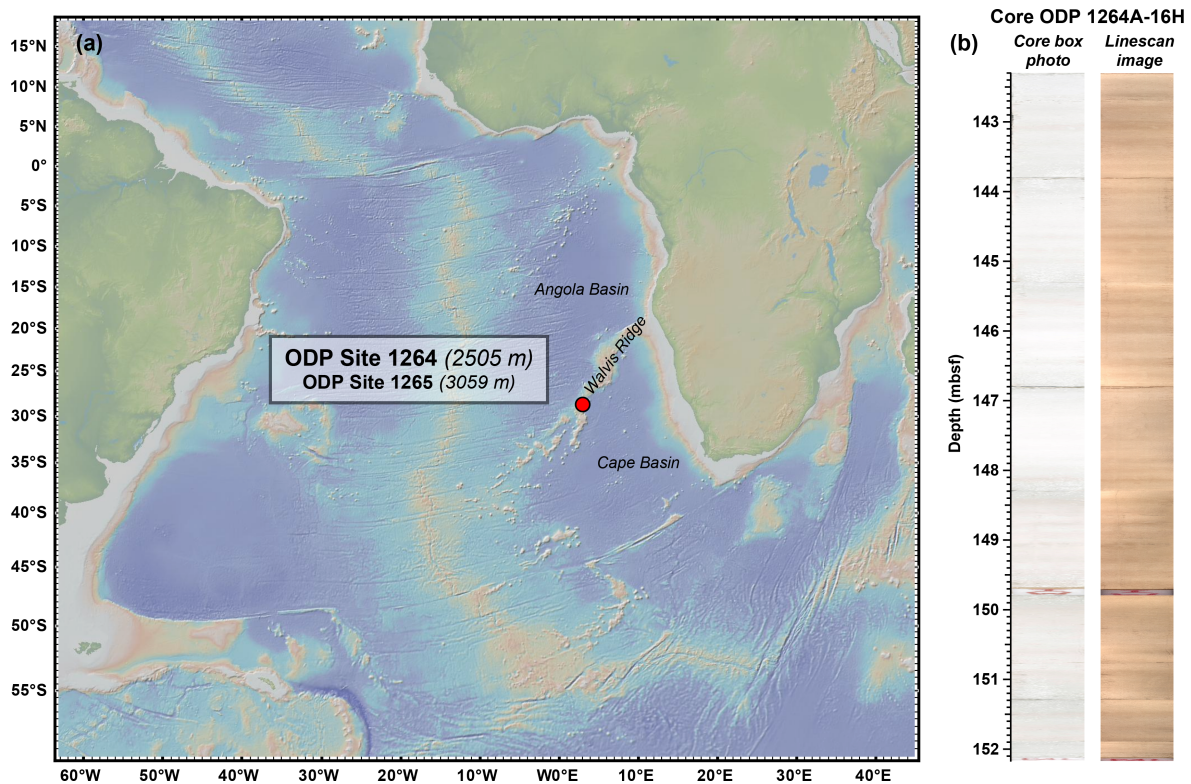 (a)
15°N
10°N
5°N
0°
5°S
10°S
15°S
20°S
25°S
30°S
35°S
40°S
45°S
50°S
55°S
60°W
50°W
40°W
30°W
20°W
10°W
W0°E
10°E
20°E
30°E
40°E
Angola Basin
Walvis Ridge
ODP Site 1264 (2505 m)
ODP Site 1265 (3059 m)
Cape Basin
Core ODP 1264A-16H
(b)
Core box
photo
Linescan
image
Depth (mbsf)
143
144
145
146
147
148
149
150
151
152